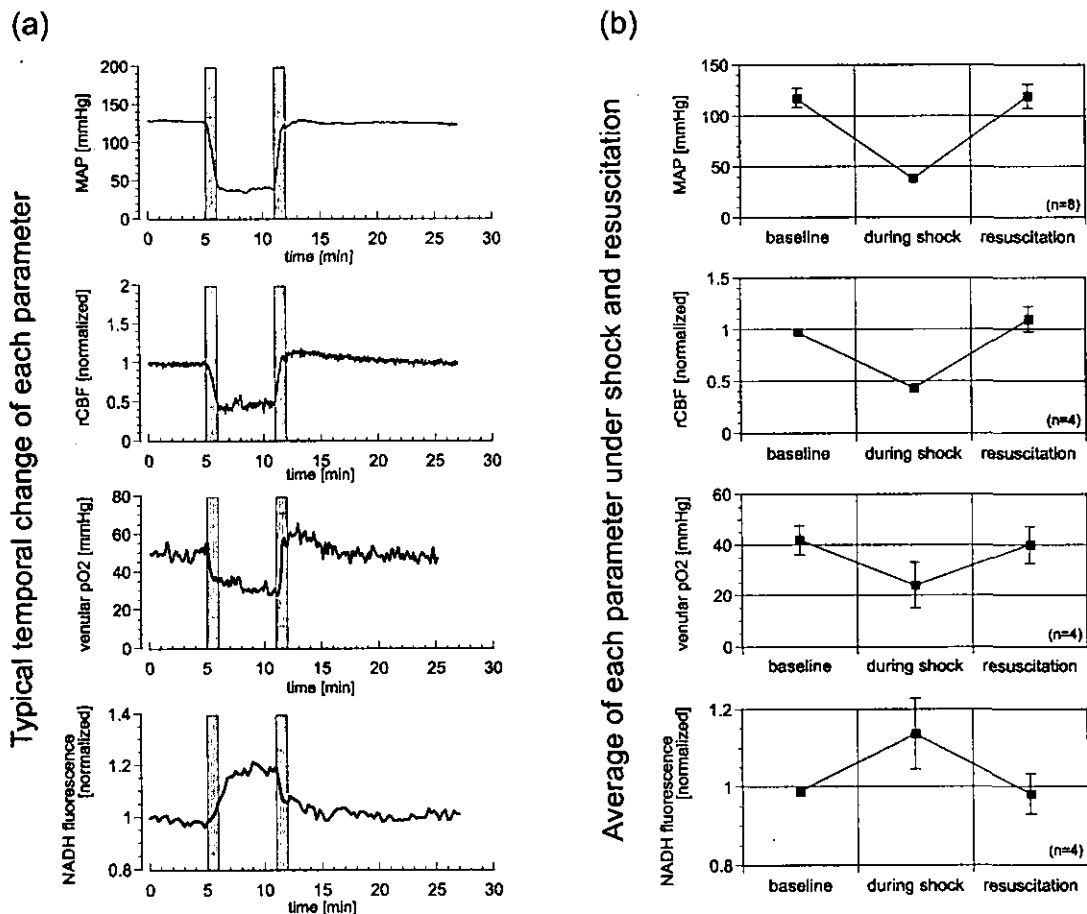 (a)
Typical temporal change of each parameter
MAP [mmHg]
200
150
100
50
0
0 5 10 15 20 25 30
time [min]
rCBF [normalized]
2
1.5
1
0.5
0
0 5 10 15 20 25 30
time [min]
venular pO2 [mmHg]
80
60
40
20
0
0 5 10 15 20 25 30
time [min]
NADH fluorescence
[normalized]
1.4
1.2
1
0.8
0 5 10 15 20 25 30
time [min]
(b)
Average of each parameter under shock and resuscitation
MAP [mmHg]
150
100
50
0
(n=8)
baseline during shock resuscitation
rCBF [normalized]
1.5
1
0.5
0
(n=4)
baseline during shock resuscitation
venular pO2 [mmHg]
60
40
20
0
(n=4)
baseline during shock resuscitation
NADH fluorescence
[normalized]
1.2
1
0.8
(n=4)
baseline during shock resuscitation